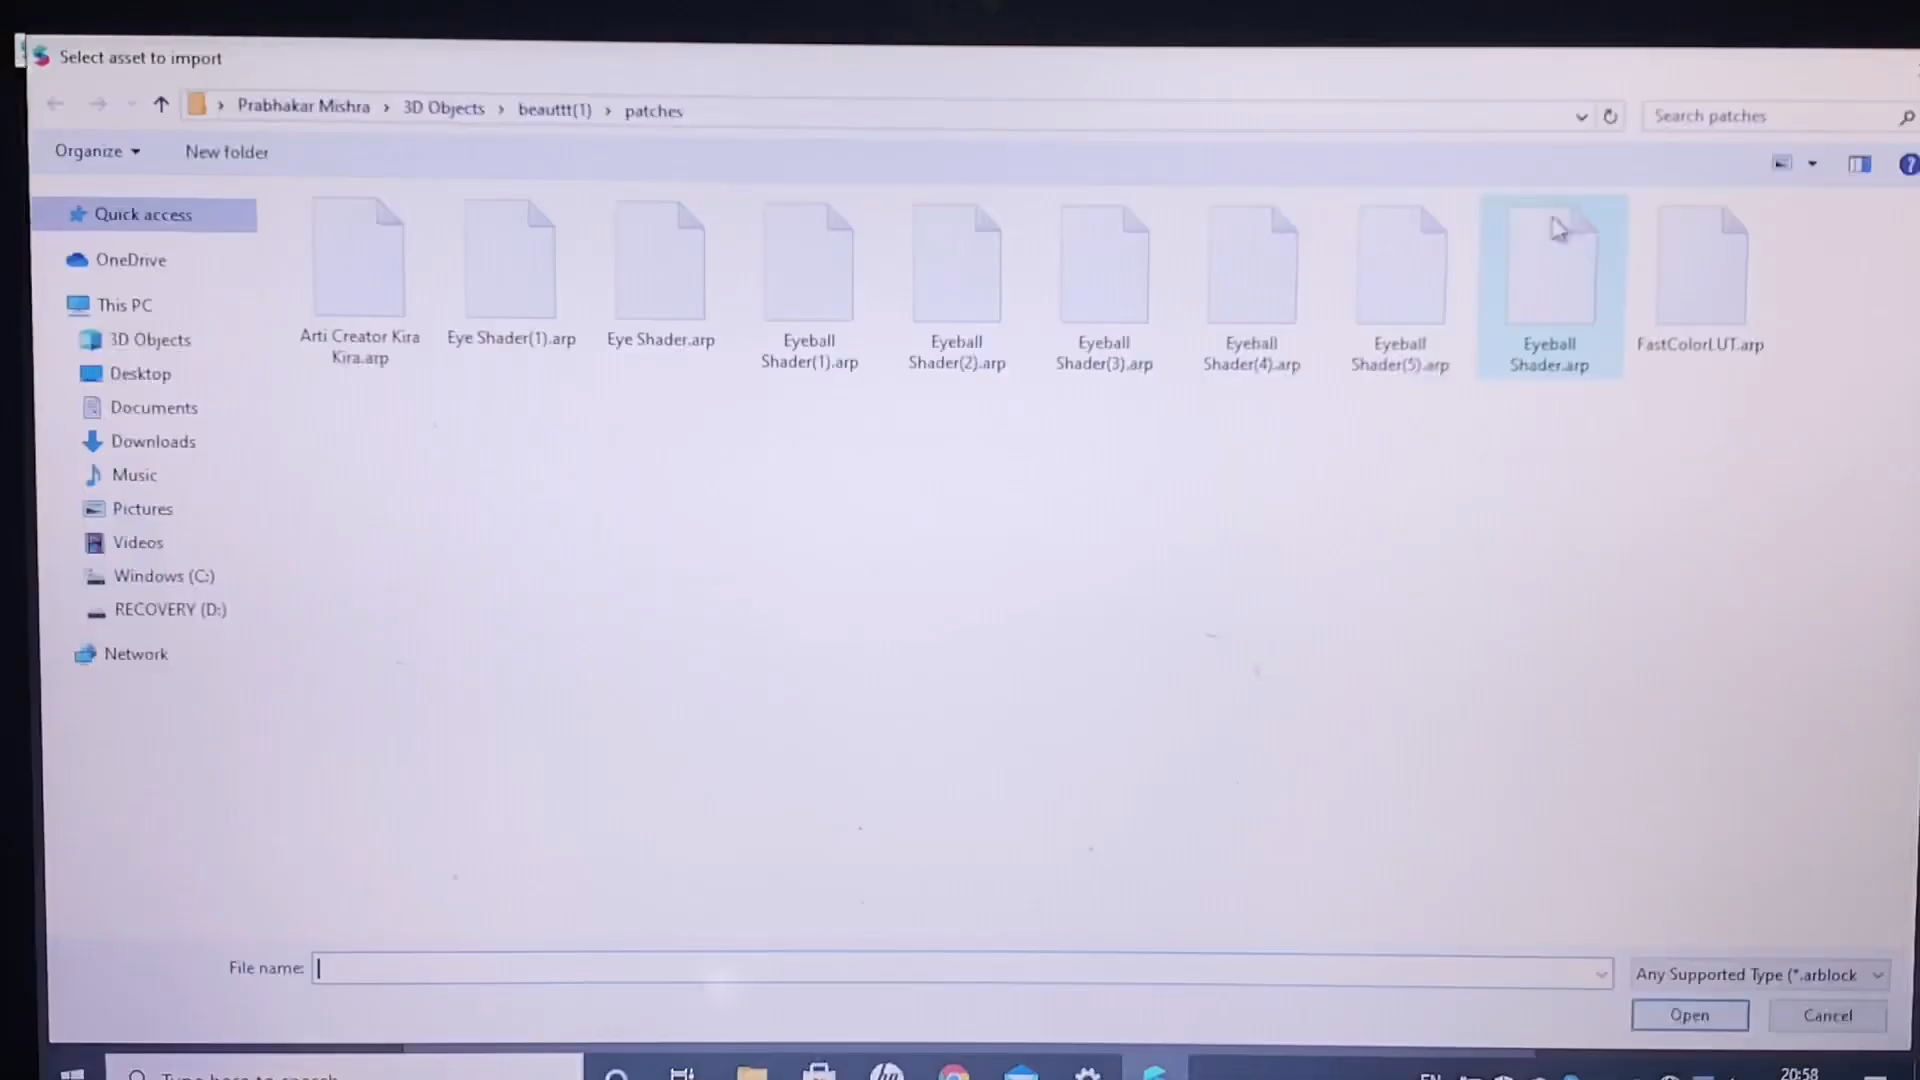 Select asset to import
Prabhakar Mishra › 3D Objects › beauttt(1) › patches
Search patches
Organize
New folder
Quick access
OneDrive
This PC
3D Objects
Desktop
Documents
Downloads
Music
Pictures
Videos
Windows (C:)
RECOVERY (D:)
Network
Arti Creator Kira
Kira.arp
Eye Shader(1).arp
Eye Shader.arp
Eyeball
Shader(1).arp
Eyeball
Shader(2).arp
Eyeball
Shader(3).arp
Eyeball
Shader(4).arp
Eyeball
Shader(5).arp
Eyeball
Shader.arp
FastColorLUT.arp
File name:
Any Supported Type (*.arblock
Open
Cancel
Type here to search
hp
EN
20:58